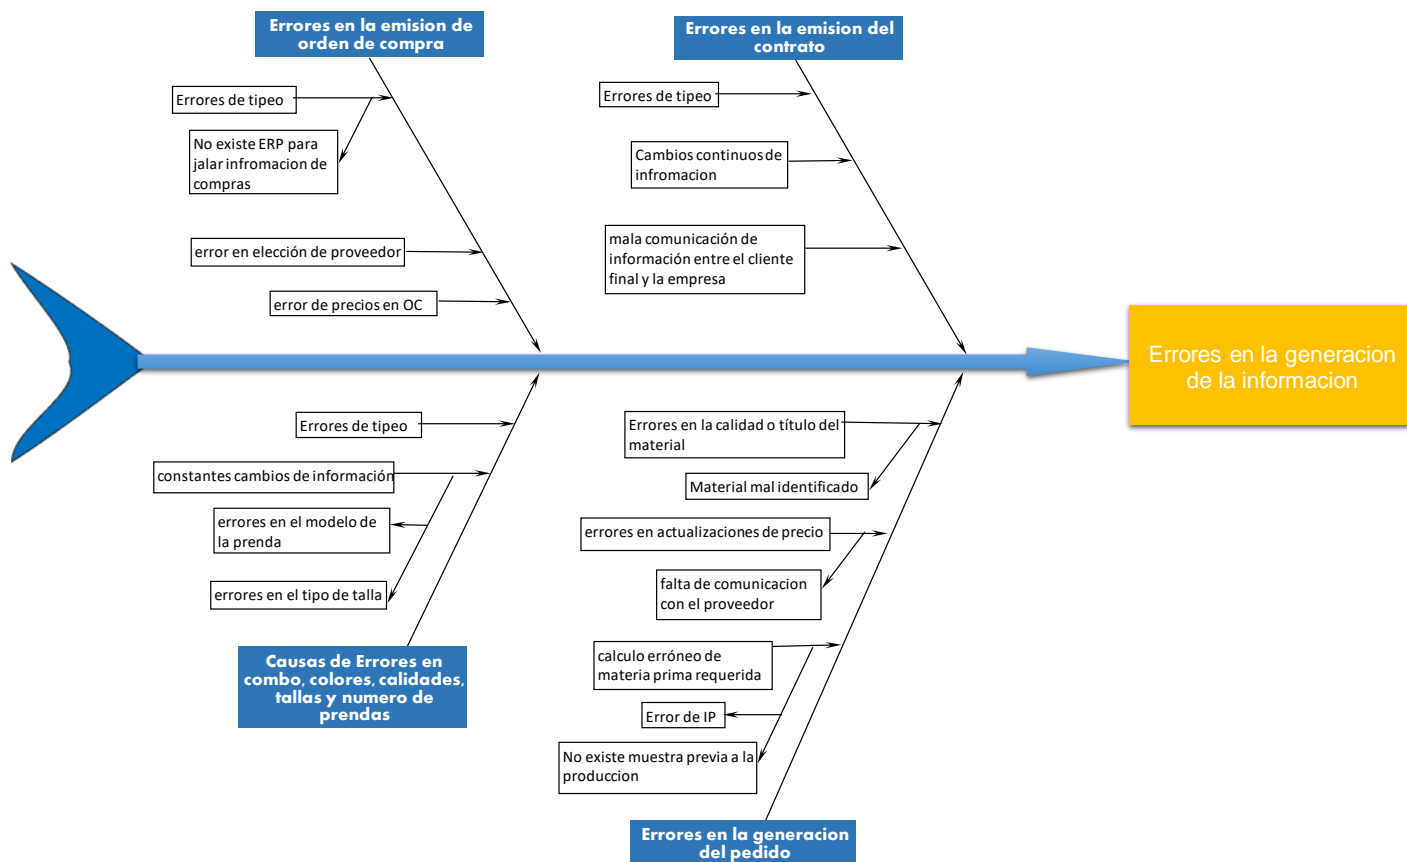 Errores en la emision de
orden de compra
Errores de tipeo
No existe ERP para
jalar infromacion de
compras
error en elección de proveedor
error de precios en OC
Errores en la emision del
contrato
Errores de tipeo
Cambios continuos de
infromacion
mala comunicación de
información entre el cliente
final y la empresa
Errores en la generacion
de la informacion
Errores de tipeo
constantes cambios de información
errores en el modelo de
la prenda
errores en el tipo de talla
Causas de Errores en
combo, colores, calidades,
tallas y numero de
prendas
Errores en la calidad o título del
material
Material mal identificado
errores en actualizaciones de precio
falta de comunicacion
con el proveedor
calculo erróneo de
materia prima requerida
Error de IP
No existe muestra previa a la
produccion
Errores en la generacion
del pedido